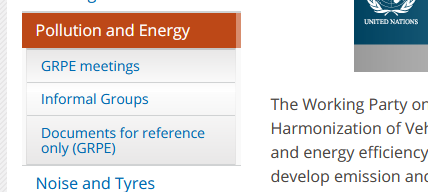 Pollution and Energy
GRPE meetings
Informal Groups
Documents for reference
only (GRPE)
Noise and Tyres
UNITED NATIONS
The Working Party on
Harmonization of Veh
and energy efficiency
develop emission and